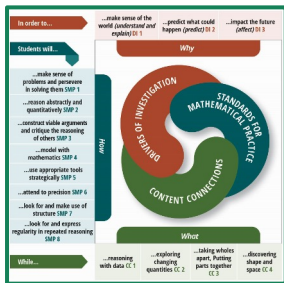 In order to...
...make sense of the
world (understand and
explain) DI 1
...predict what could
happen (predict) DI 2
...impact the future
(affect) DI 3
Students will...
Why
...make sense of
problems and persevere
in solving them SMP 1
...reason abstractly and
quantitatively SMP 2
...construct viable arguments
and critique the reasoning
of others SMP 3
...model with
mathematics SMP 4
...use appropriate tools
strategically SMP 5
...attend to precision SMP 6
...look for and make use of
structure SMP 7
...look for and express
regularity in repeated reasoning
SMP 8
How
DRIVERS OF INVESTIGATION
STANDARDS FOR
MATHEMATICAL PRACTICE
CONTENT CONNECTIONS
What
While...
...reasoning
with data CC 1
...exploring
changing
quantities CC 2
...taking wholes
apart, Putting
parts together
CC 3
...discovering
shape and
space CC 4